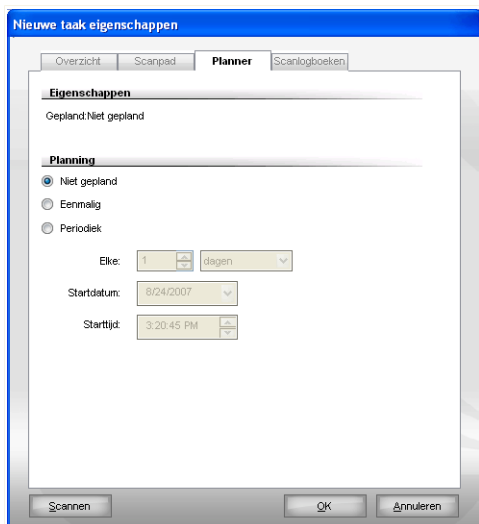 Nieuwe taak eigenschappen
Overzicht Scanpad Planner Scanlogboeken
Eigenschappen
Gepland:Niet gepland
Planning
Niet gepland
Eenmalig
Periodiek
Elke: 1 dagen
Startdatum: 8/24/2007
Starttijd: 3:20:45 PM
Scannen OK Annuleren